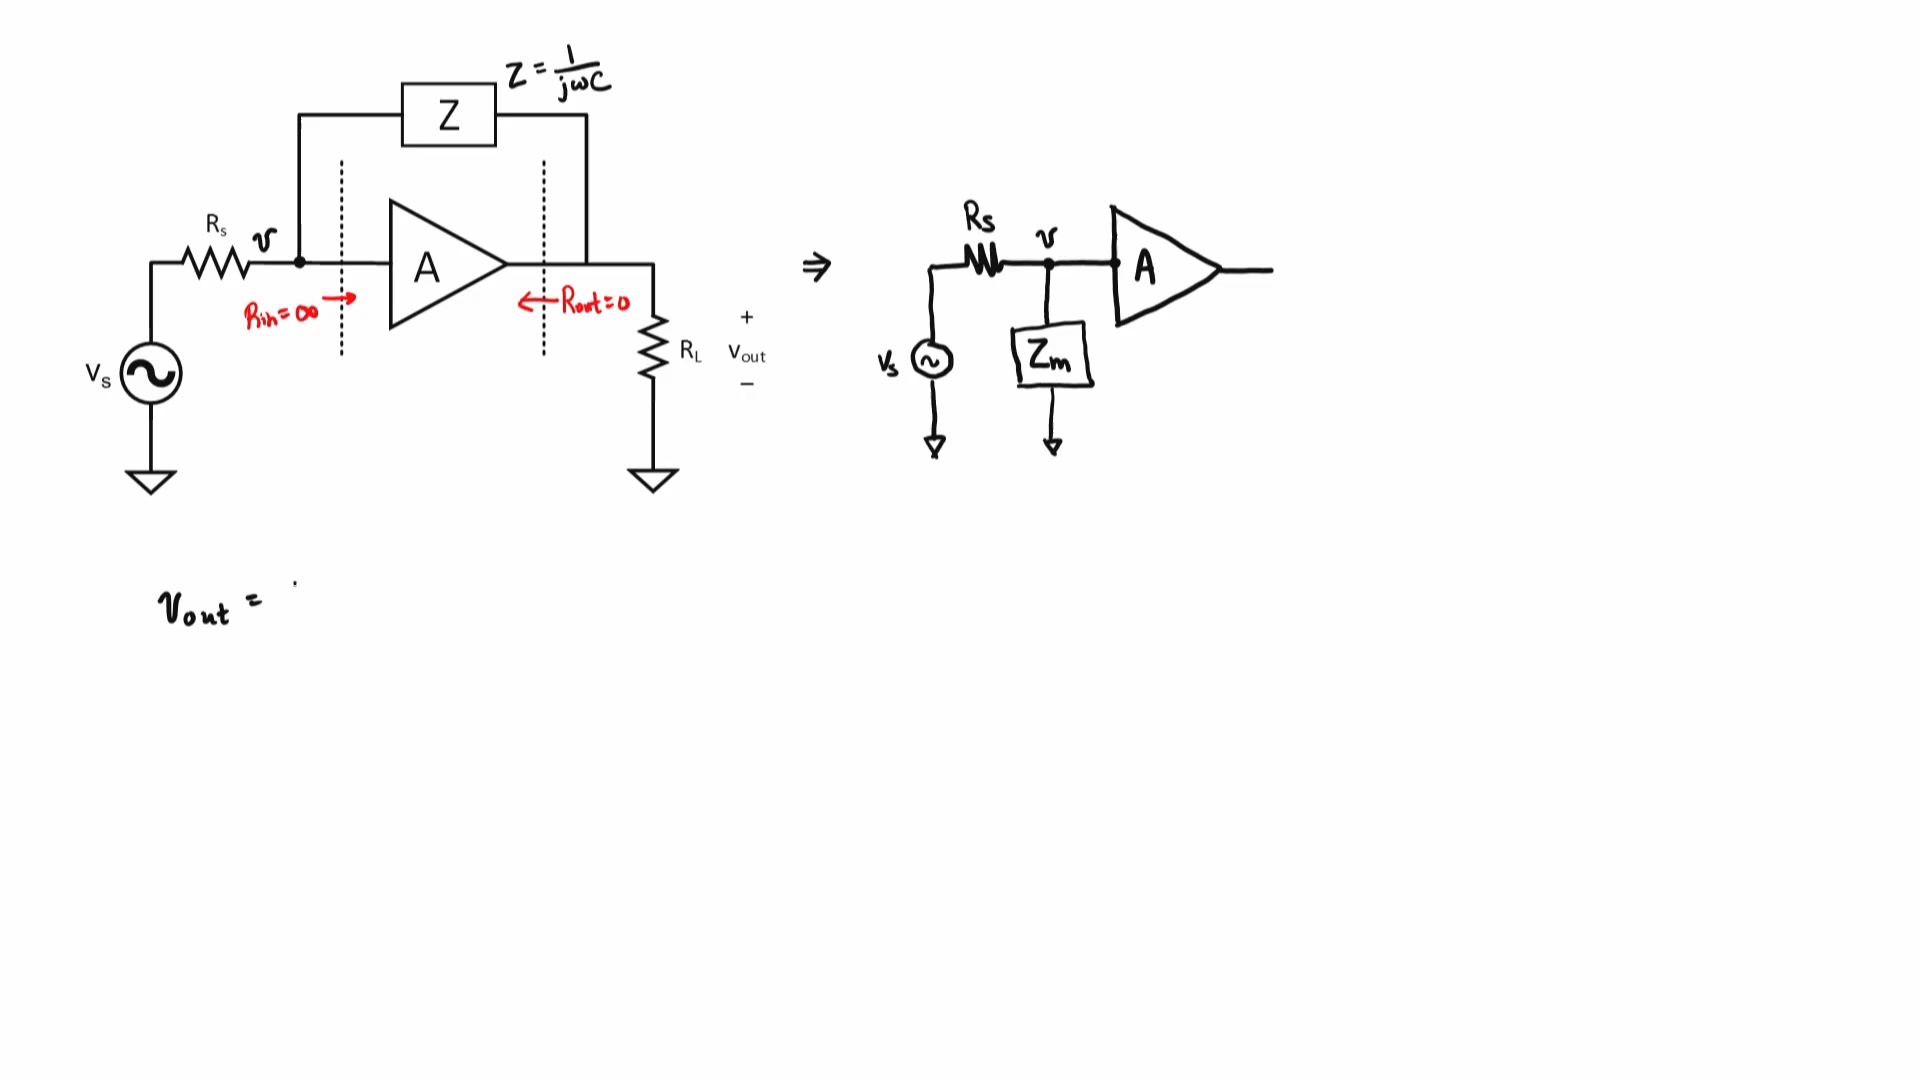 Z = 1/jωC
Z
Rs
v
Rs
v
A
A
Rin = ∞
Rout = 0
+
RL
vout
−
Vs
Vs
Zm
vout =